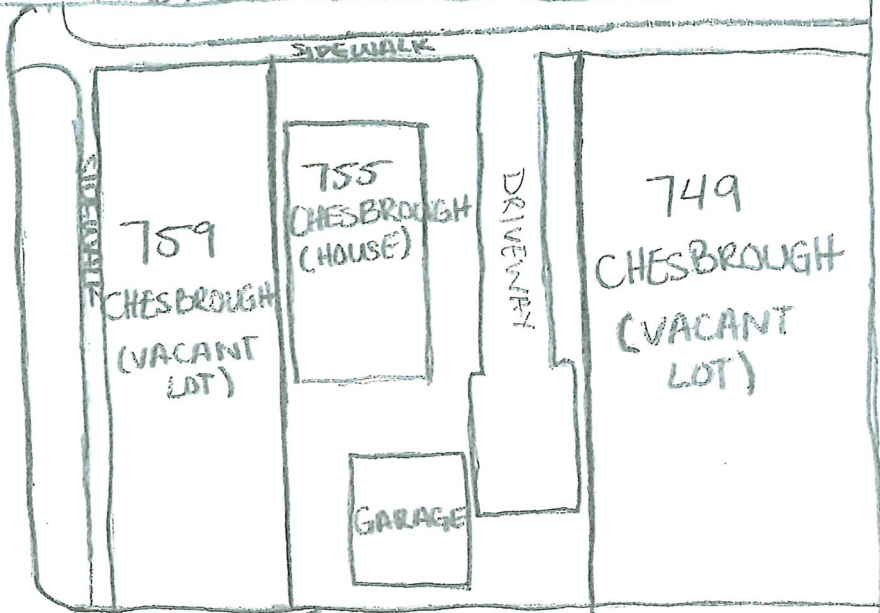 SIDEWALK
SIDEWALK
759
CHESBROUGH
(VACANT
LOT)
755
CHESBROUGH
(HOUSE)
DRIVEWAY
749
CHESBROUGH
(VACANT
LOT)
GARAGE